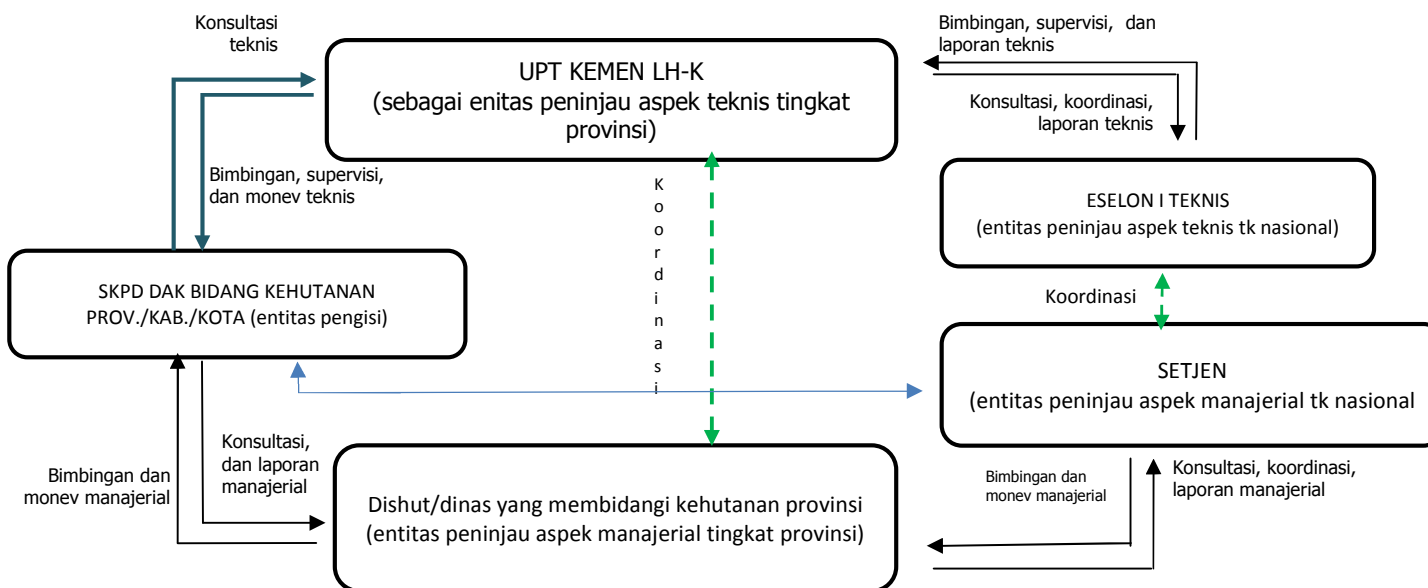 Konsultasi
teknis
Bimbingan, supervisi, dan
laporan teknis
UPT KEMEN LH-K
(sebagai enitas peninjau aspek teknis tingkat
provinsi)
Konsultasi, koordinasi,
laporan teknis
Bimbingan, supervisi,
dan monev teknis
K
o
o
r
d
i
n
a
s
i
ESELON I TEKNIS
(entitas peninjau aspek teknis tk nasional)
SKPD DAK BIDANG KEHUTANAN
PROV./KAB./KOTA (entitas pengisi)
Koordinasi
SETJEN
(entitas peninjau aspek manajerial tk nasional
Bimbingan dan
monev manajerial
Konsultasi,
dan laporan
manajerial
Dishut/dinas yang membidangi kehutanan provinsi
(entitas peninjau aspek manajerial tingkat provinsi)
Bimbingan dan
monev manajerial
Konsultasi, koordinasi,
laporan manajerial